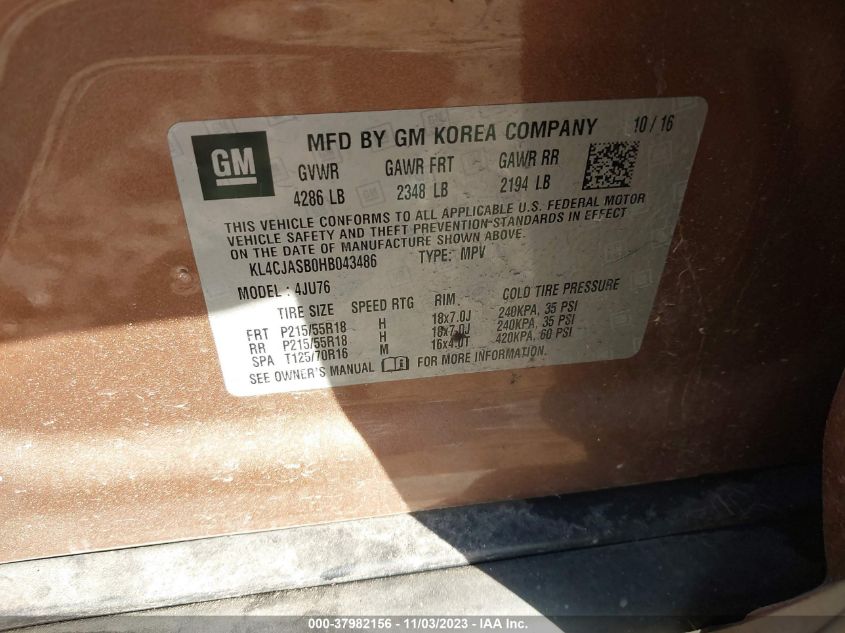 GM
MFD BY GM KOREA COMPANY 10 / 16
GVWR GAWR FRT GAWR RR
4286 LB 2348 LB 2194 LB
THIS VEHICLE CONFORMS TO ALL APPLICABLE U.S. FEDERAL MOTOR
VEHICLE SAFETY AND THEFT PREVENTION STANDARDS IN EFFECT
ON THE DATE OF MANUFACTURE SHOWN ABOVE.
KL4CJASB0HB043486 TYPE: MPV
MODEL : 4JU76
TIRE SIZE SPEED RTG RIM COLD TIRE PRESSURE
FRT P215/55R18 H 18x7.0J 240KPA, 35 PSI
RR P215/55R18 H 18x7.0J 240KPA, 35 PSI
SPA T125/70R16 M 16x4.0T 420KPA, 60 PSI
SEE OWNER'S MANUAL FOR MORE INFORMATION.
000-37982156 - 11/03/2023 - IAA Inc.